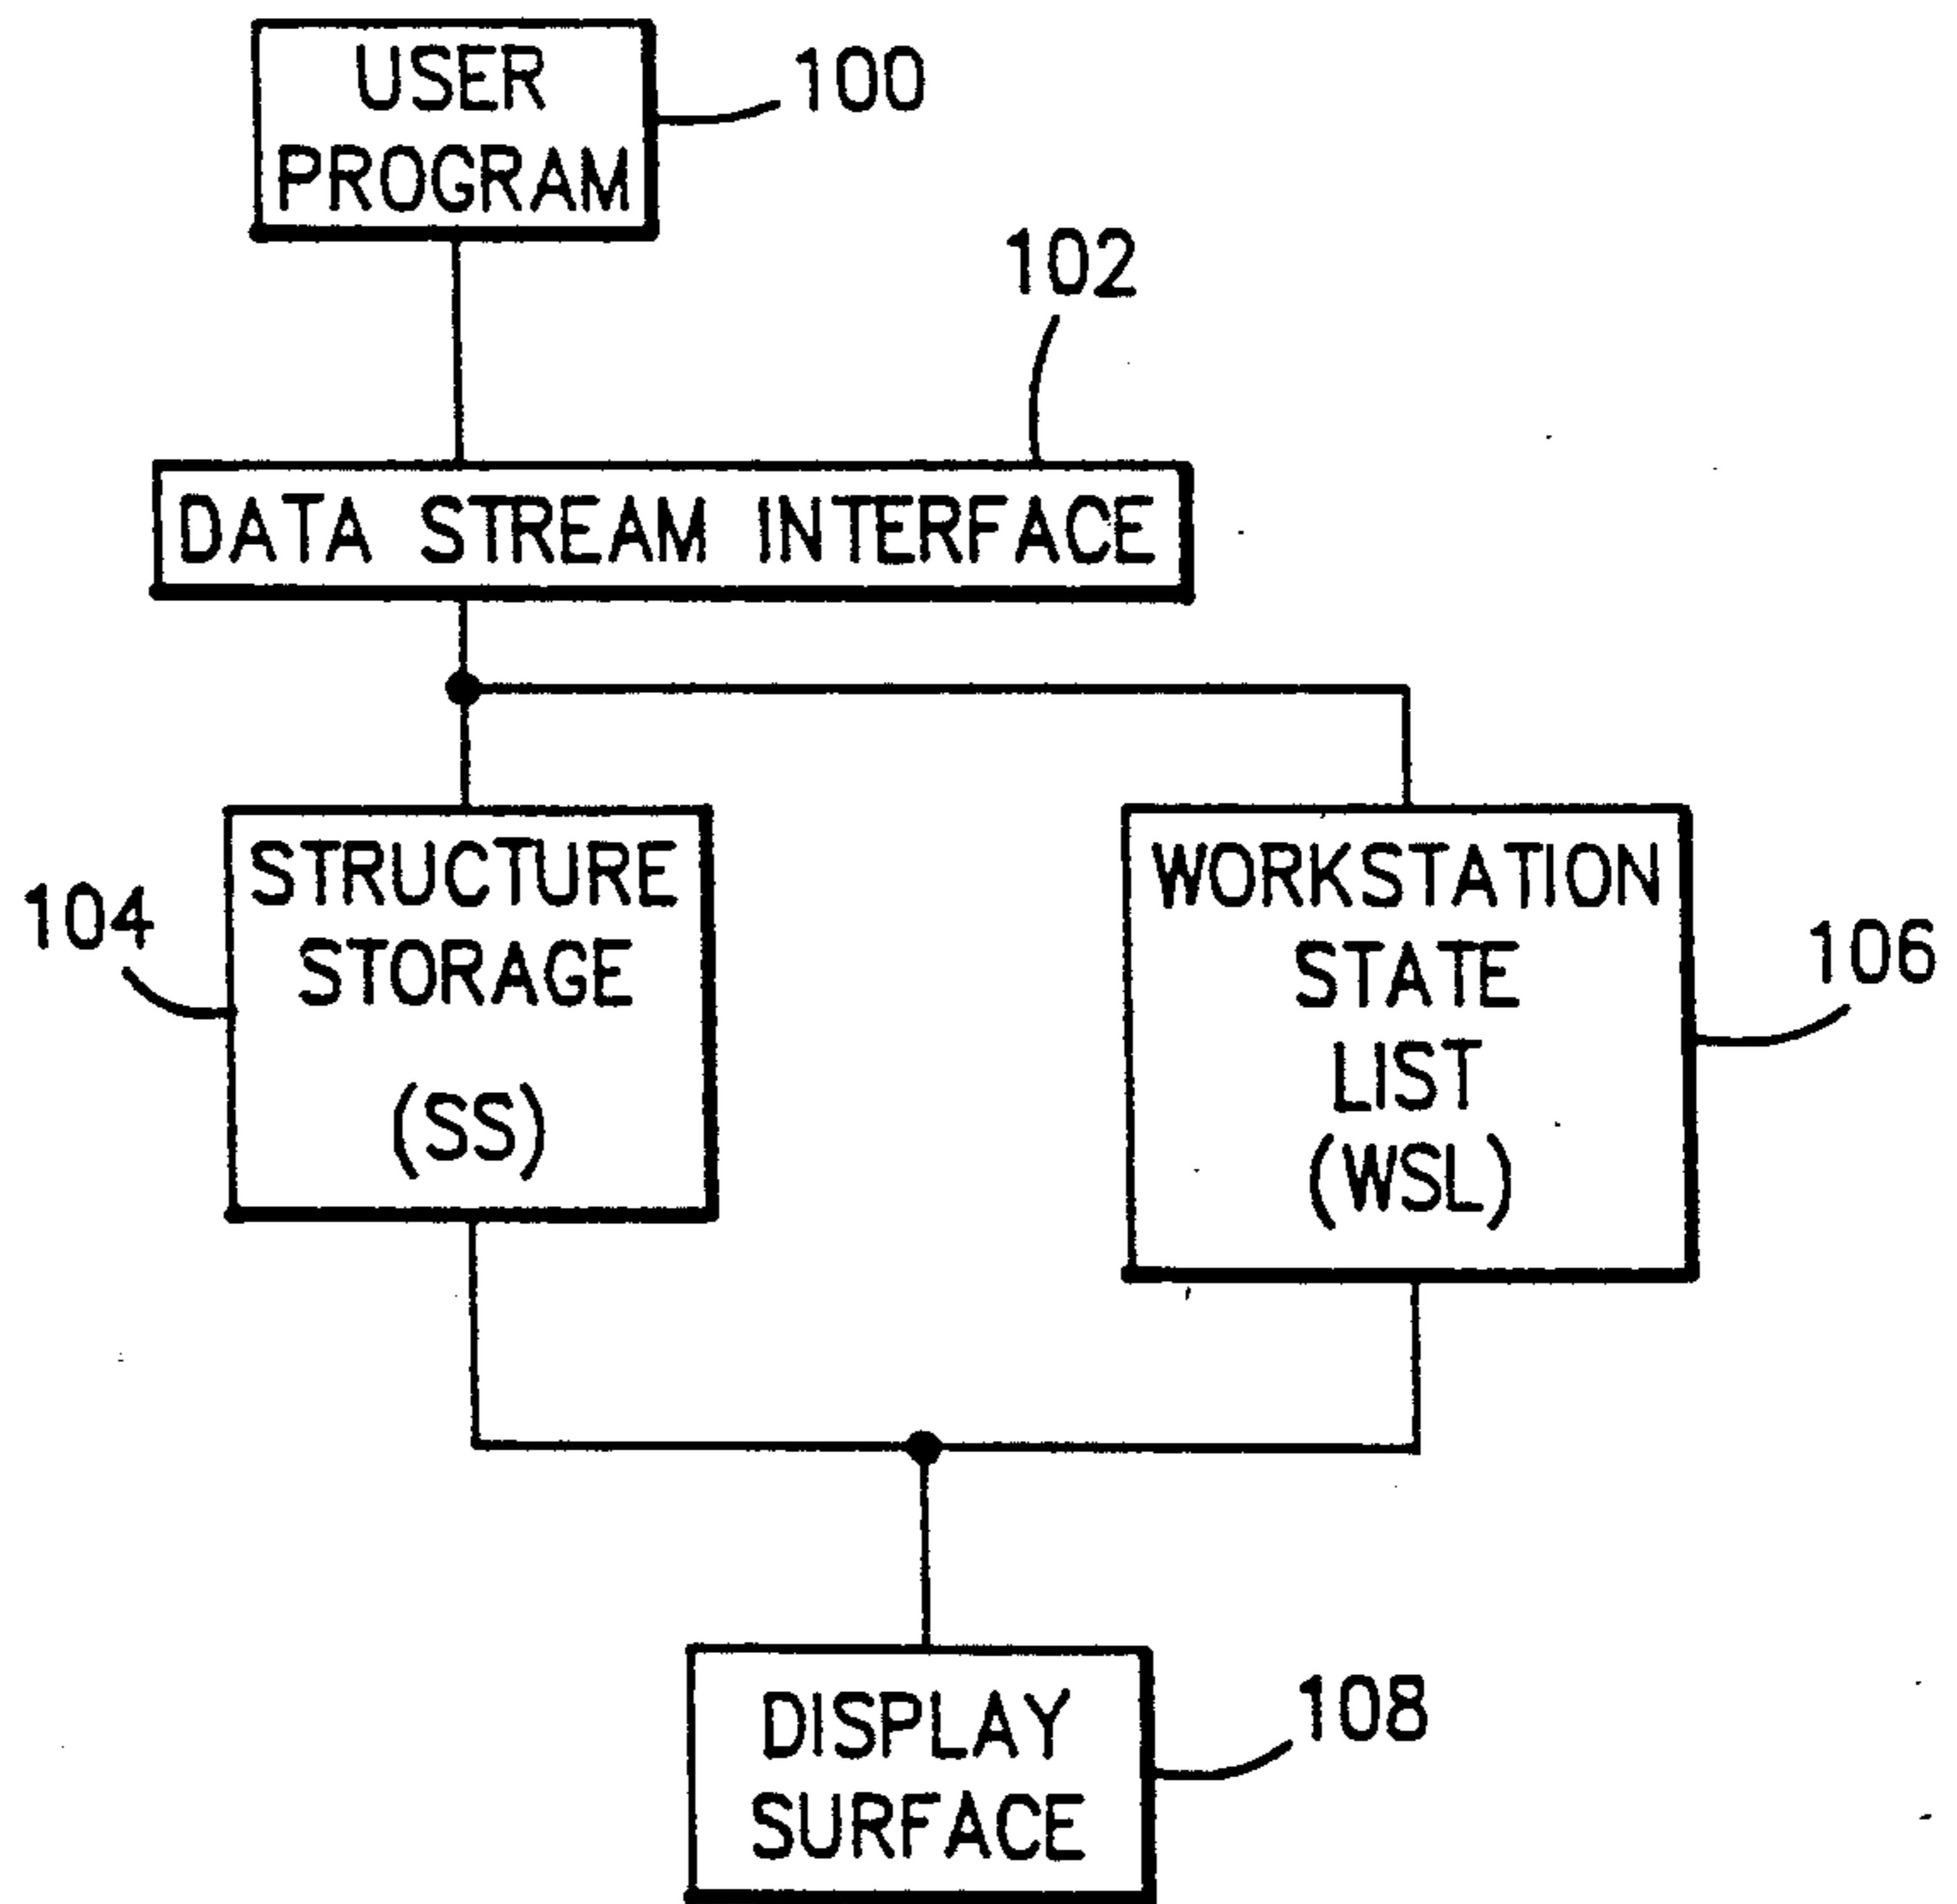 USER
PROGRAM
100
102
DATA STREAM INTERFACE
STRUCTURE
STORAGE
(SS)
104
WORKSTATION
STATE
LIST
(WSL)
106
DISPLAY
SURFACE
108